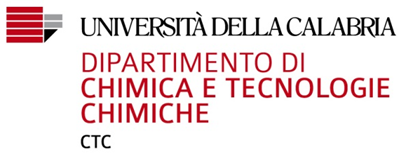 UNIVERSITÀ DELLA CALABRIA
DIPARTIMENTO DI
CHIMICA E TECNOLOGIE
CHIMICHE
CTC